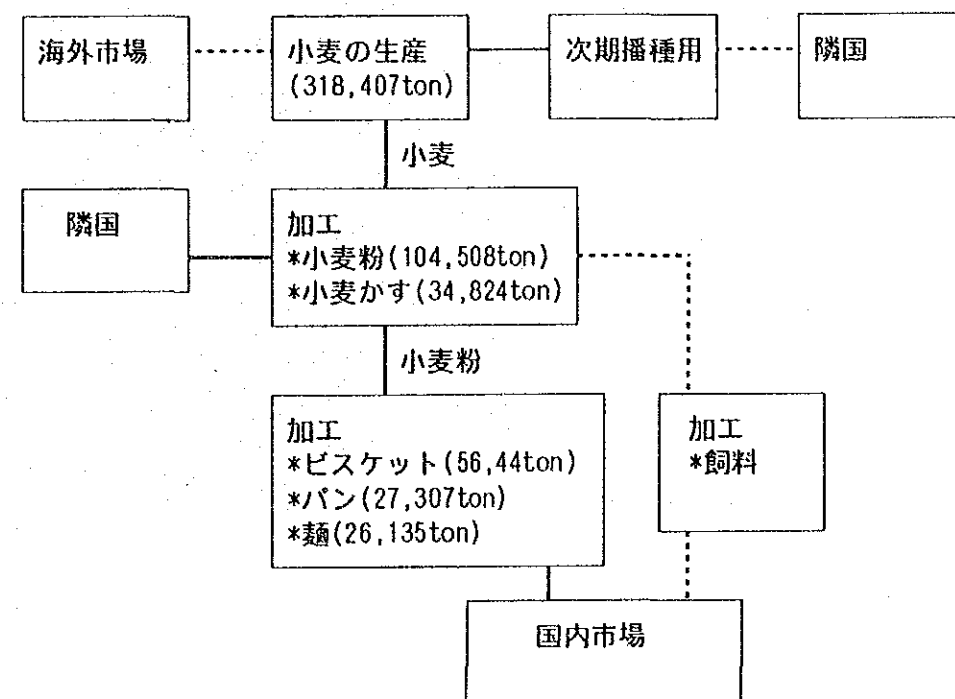 海外市場
小麦の生産
(318,407ton)
次期播種用
隣国
小麦
隣国
加工
*小麦粉(104,508ton)
*小麦かす(34,824ton)
小麦粉
加工
*ビスケット(56,44ton)
*パン(27,307ton)
*麺(26,135ton)
加工
*飼料
国内市場